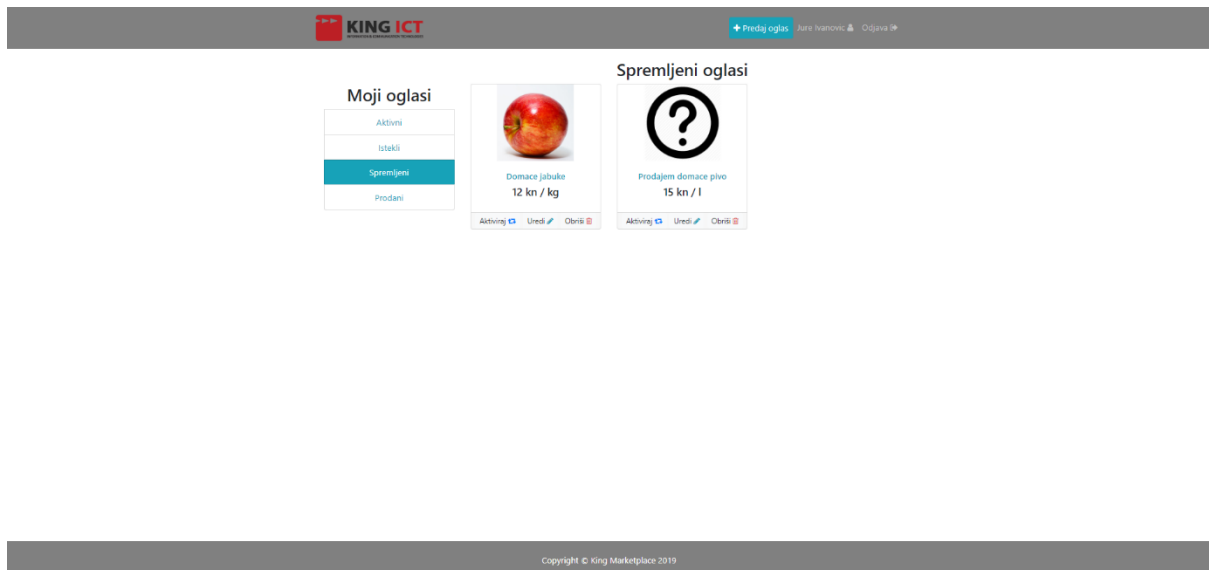 KING ICT
Predaj oglas Jure Ivanovic Odjava
Moji oglasi
Aktivni
Istekli
Spremljeni
Prodani
Spremljeni oglasi
Domace jabuke
12 kn / kg
Aktiviraj Uredi Obriši
Prodajem domace pivo
15 kn / l
Aktiviraj Uredi Obriši
Copyright © King Marketplace 2019